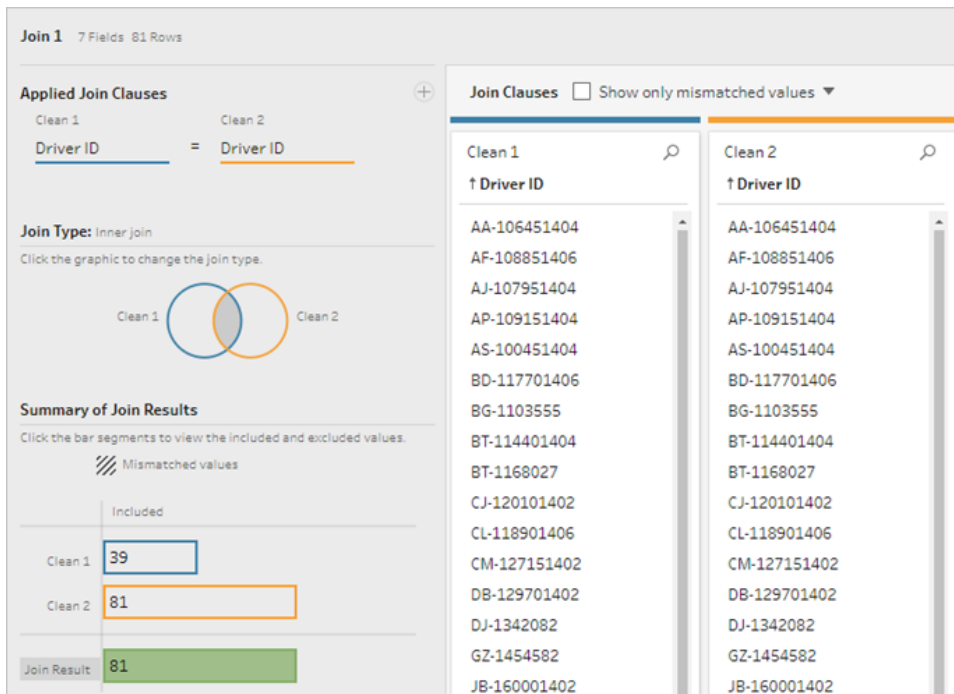 Join 1 7 Fields 81 Rows
Applied Join Clauses
Clean 1 Clean 2
Driver ID = Driver ID
Join Type: Inner join
Click the graphic to change the join type.
Clean 1 Clean 2
Summary of Join Results
Click the bar segments to view the included and excluded values.
Mismatched values
Included
Clean 1 39
Clean 2 81
Join Result 81
Join Clauses Show only mismatched values
Clean 1
↑ Driver ID
AA-106451404
AF-108851406
AJ-107951404
AP-109151404
AS-100451404
BD-117701406
BG-1103555
BT-114401404
BT-1168027
CJ-120101402
CL-118901406
CM-127151402
DB-129701402
DJ-1342082
GZ-1454582
JB-160001402
Clean 2
↑ Driver ID
AA-106451404
AF-108851406
AJ-107951404
AP-109151404
AS-100451404
BD-117701406
BG-1103555
BT-114401404
BT-1168027
CJ-120101402
CL-118901406
CM-127151402
DB-129701402
DJ-1342082
GZ-1454582
JB-160001402